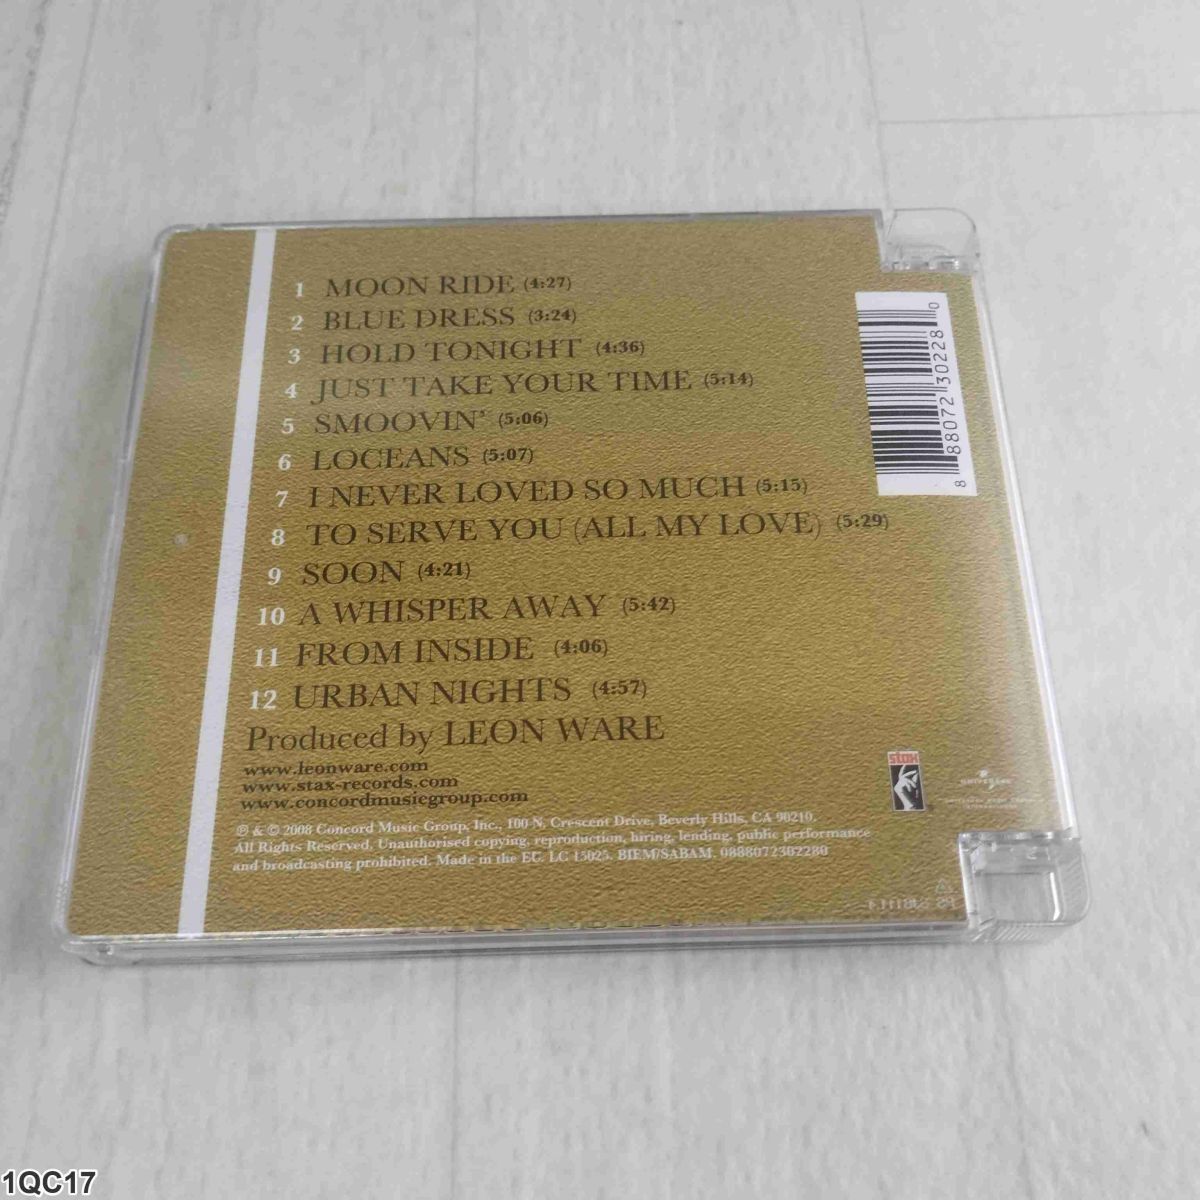 1 MOON RIDE (4:27)
2 BLUE DRESS (3:24)
3 HOLD TONIGHT (4:36)
4 JUST TAKE YOUR TIME (5:14)
5 SMOOVIN' (5:06)
6 LOCEANS (5:07)
7 I NEVER LOVED SO MUCH (5:15)
8 TO SERVE YOU (ALL MY LOVE) (5:29)
9 SOON (4:21)
10 A WHISPER AWAY (5:42)
11 FROM INSIDE (4:06)
12 URBAN NIGHTS (4:57)
Produced by LEON WARE
www.leonware.com
www.stax-records.com
www.concordmusicgroup.com
℗ & © 2008 Concord Music Group, Inc., 100 N. Crescent Drive, Beverly Hills, CA 90210.
All Rights Reserved. Unauthorised copying, reproduction, hiring, lending, public performance
and broadcasting prohibited. Made in the EU. LC 15025. BIEM/SABAM. 0888072302280
8 88072 30228 0
stax
UNIVERSAL
1QC17